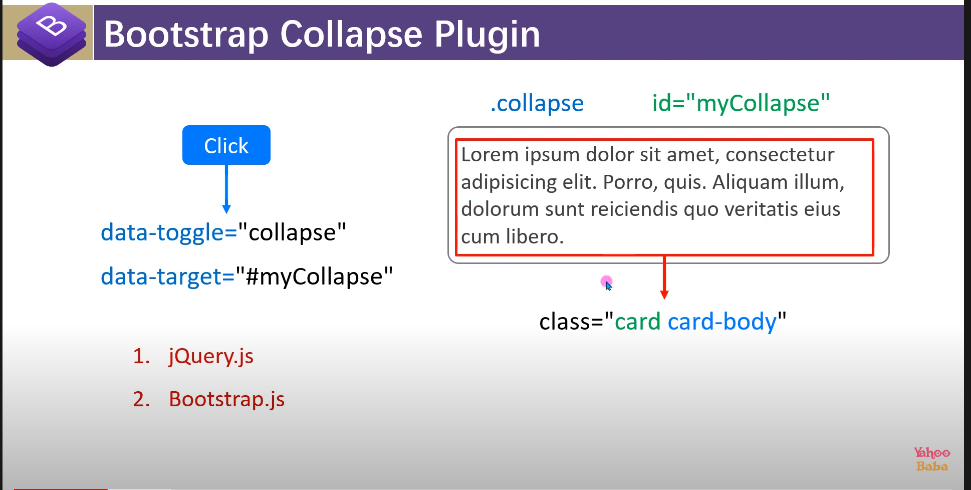 B
Bootstrap Collapse Plugin
.collapse id="myCollapse"
Click
Lorem ipsum dolor sit amet, consectetur
adipisicing elit. Porro, quis. Aliquam illum,
dolorum sunt reiciendis quo veritatis eius
cum libero.
data-toggle="collapse"
data-target="#myCollapse"
class="card card-body"
1. jQuery.js
2. Bootstrap.js
Yahoo
Baba